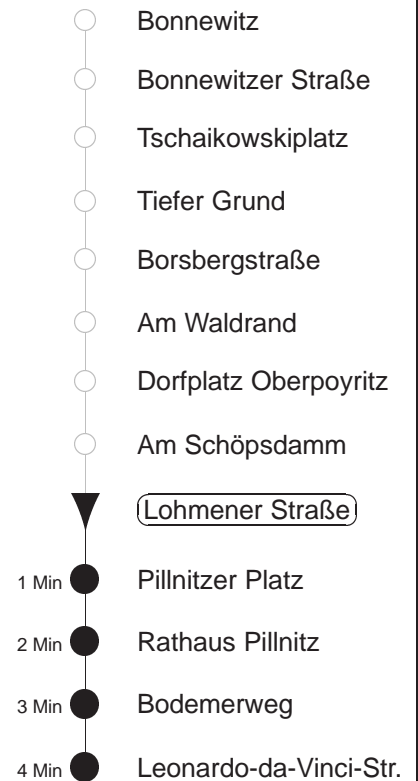 Bonnewitz
Bonnewitzer Straße
Tschaikowskiplatz
Tiefer Grund
Borsbergstraße
Am Waldrand
Dorfplatz Oberpoyritz
Am Schöpsdamm
Lohmener Straße
1 Min Pillnitzer Platz
2 Min Rathaus Pillnitz
3 Min Bodemerweg
4 Min Leonardo-da-Vinci-Str.